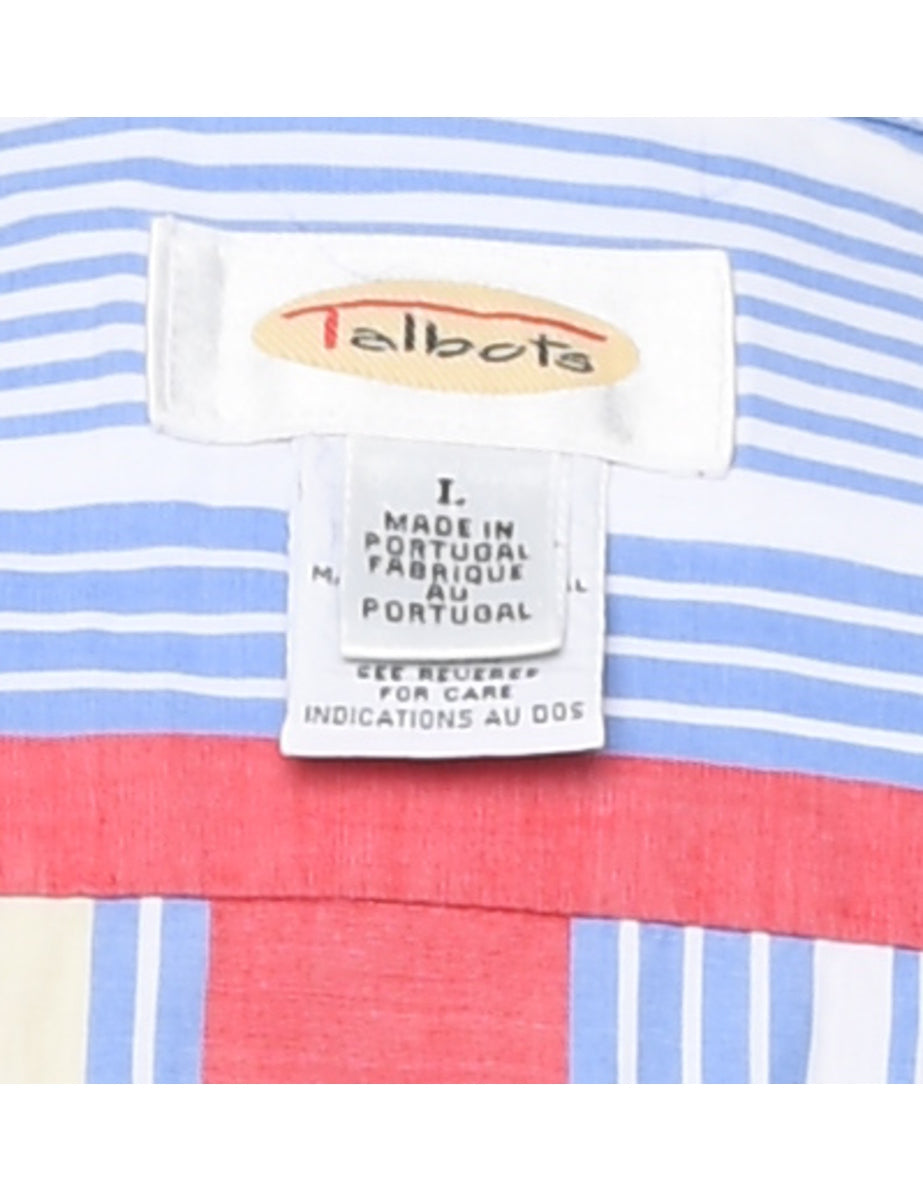 Talbots
L
MADE IN
PORTUGAL
FABRIQUE
AU
PORTUGAL
SEE REVERSE
FOR CARE
INDICATIONS AU DOS